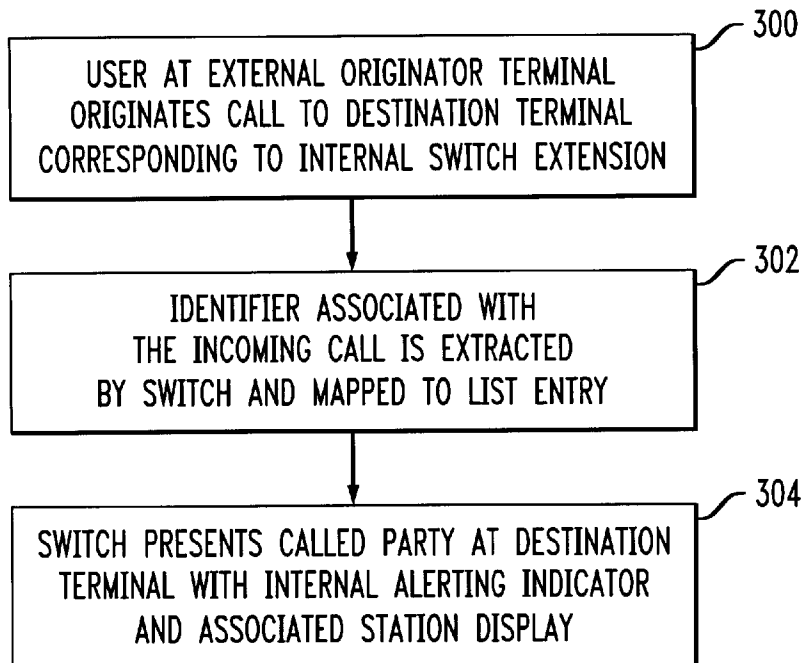 300
USER AT EXTERNAL ORIGINATOR TERMINAL
ORIGINATES CALL TO DESTINATION TERMINAL
CORRESPONDING TO INTERNAL SWITCH EXTENSION
302
IDENTIFIER ASSOCIATED WITH
THE INCOMING CALL IS EXTRACTED
BY SWITCH AND MAPPED TO LIST ENTRY
304
SWITCH PRESENTS CALLED PARTY AT DESTINATION
TERMINAL WITH INTERNAL ALERTING INDICATOR
AND ASSOCIATED STATION DISPLAY